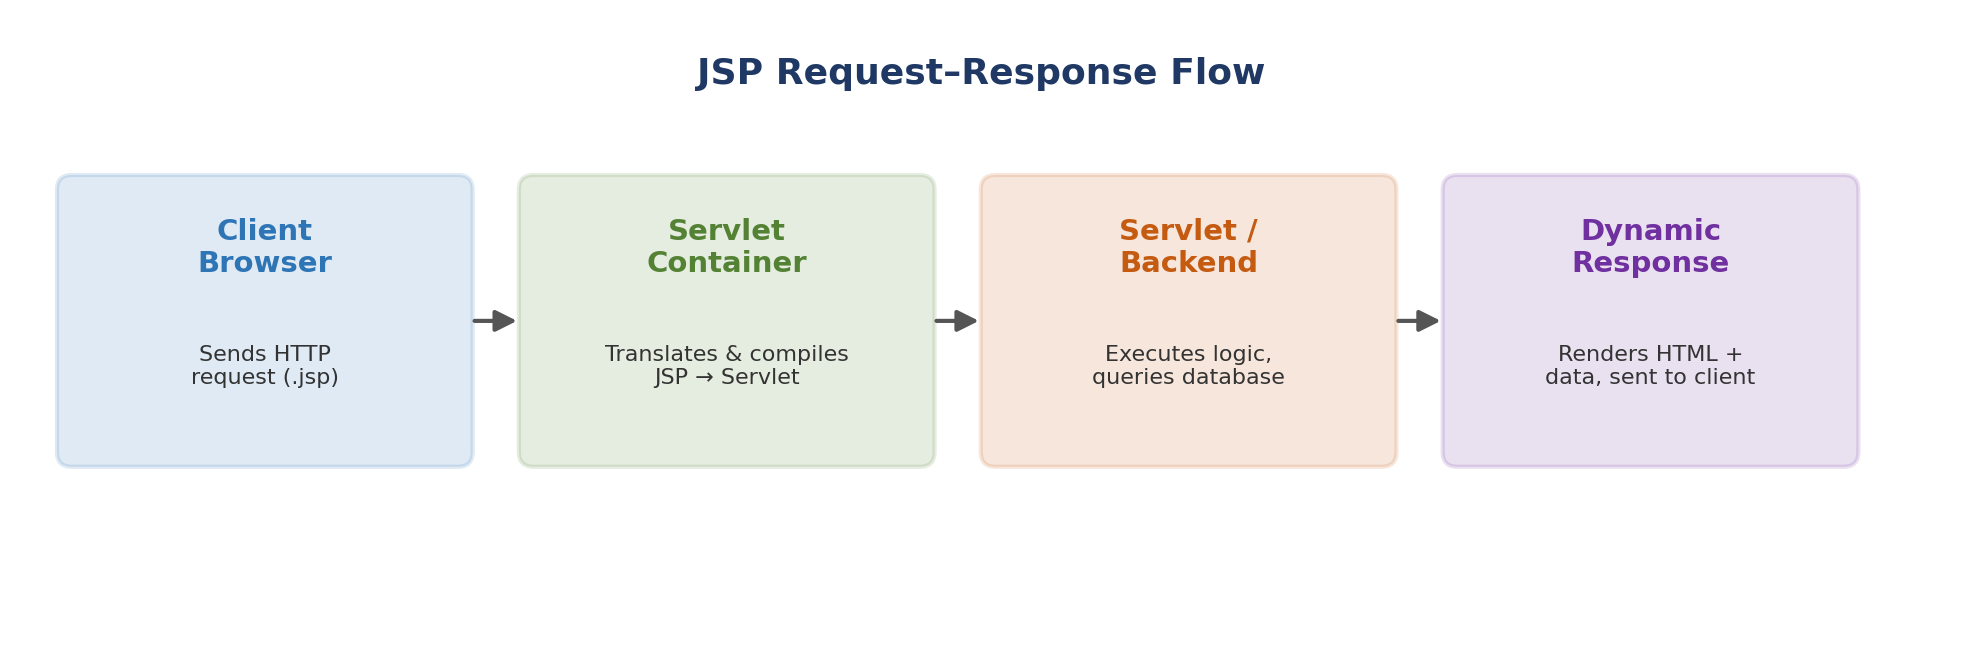 JSP Request–Response Flow
Client
Browser
Sends HTTP
request (.jsp)
Servlet
Container
Translates & compiles
JSP → Servlet
Servlet /
Backend
Executes logic,
queries database
Dynamic
Response
Renders HTML +
data, sent to client